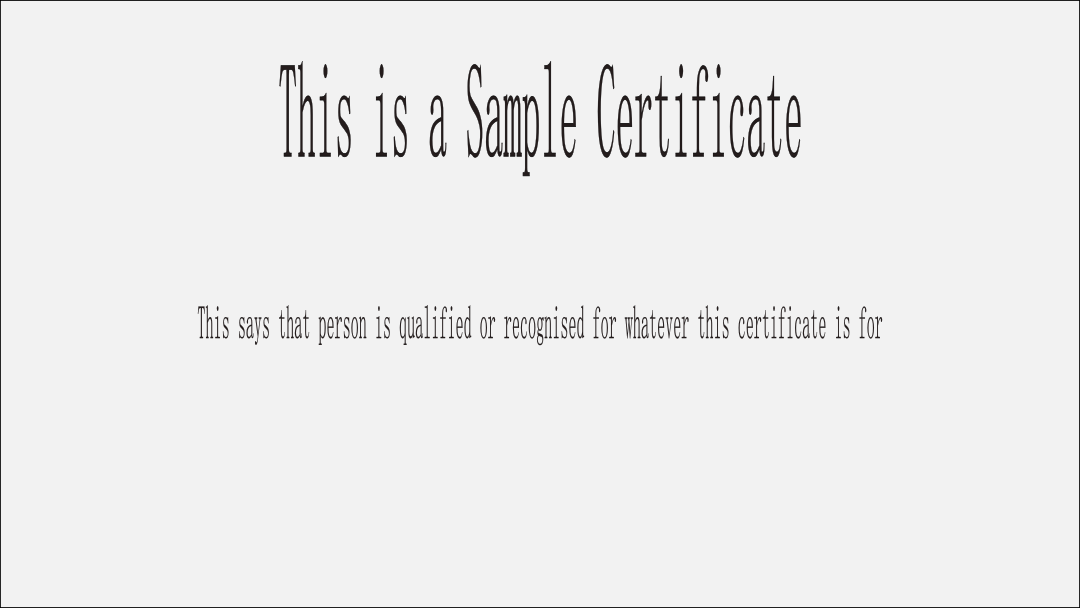 This is a Sample Certificate
This says that person is qualified or recognised for whatever this certificate is for